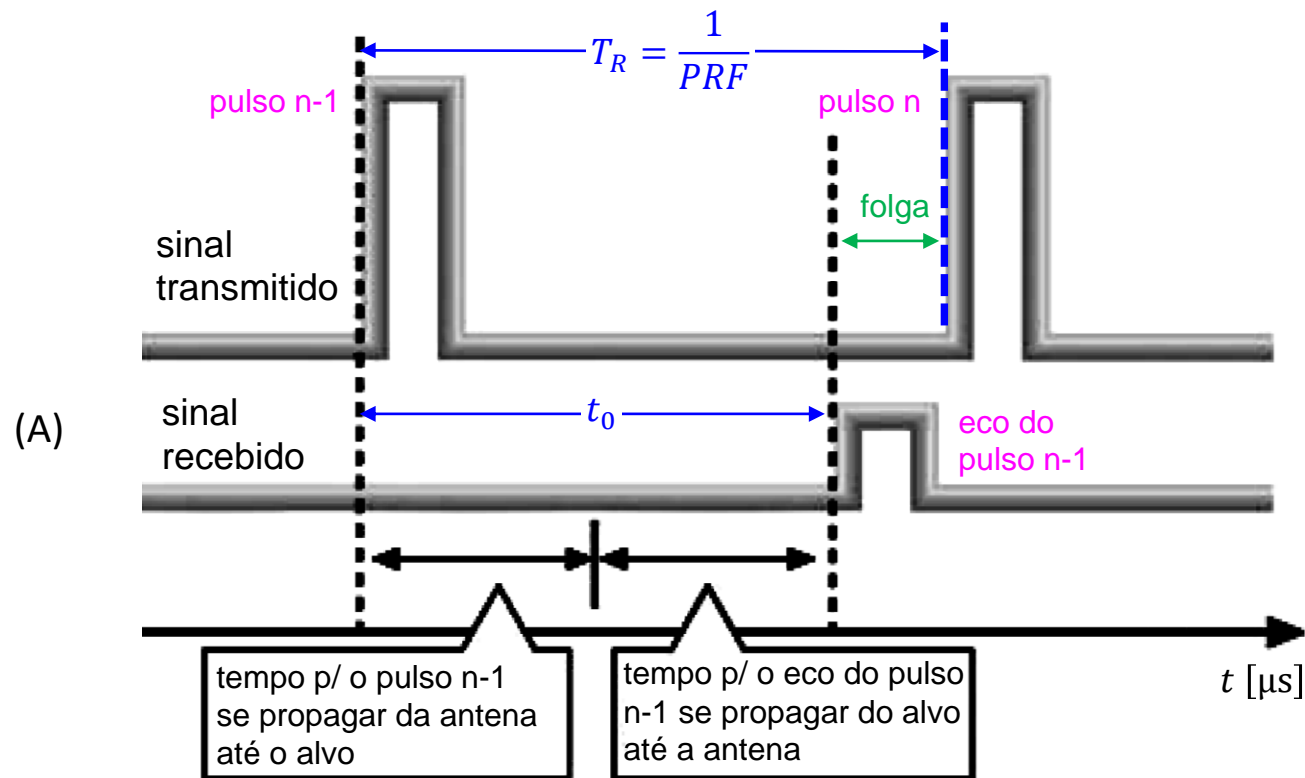 T_R = 1/PRF
pulso n-1
pulso n
folga
sinal
transmitido
(A)
sinal
recebido
t₀
eco do
pulso n-1
t [μs]
tempo p/ o pulso n-1
se propagar da antena
até o alvo
tempo p/ o eco do pulso
n-1 se propagar do alvo
até a antena